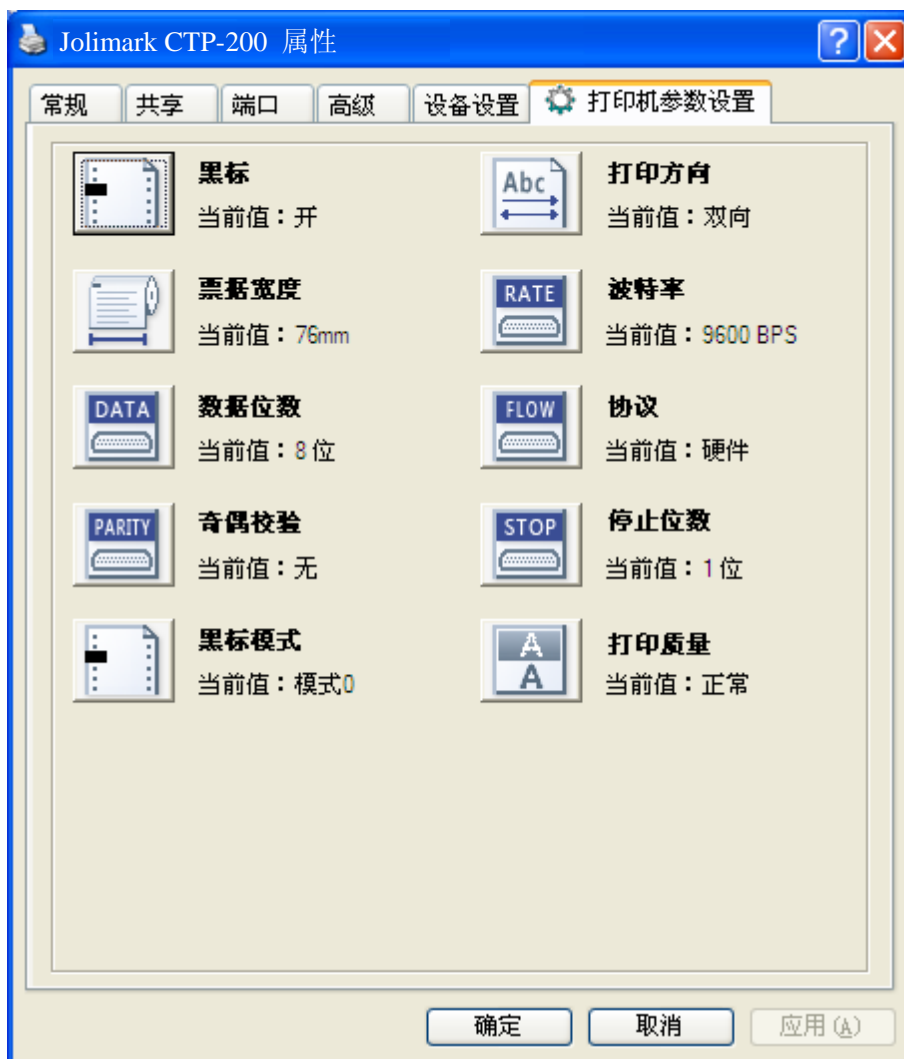 Jolimark CTP-200 属性
常规 共享 端口 高级 设备设置 打印机参数设置
黑标
当前值：开
Abc
打印方向
当前值：双向
票据宽度
当前值：76mm
RATE
波特率
当前值：9600 BPS
DATA
数据位数
当前值：8 位
FLOW
协议
当前值：硬件
PARITY
奇偶校验
当前值：无
STOP
停止位数
当前值：1 位
黑标模式
当前值：模式0
A
A
打印质量
当前值：正常
确定 取消 应用(A)